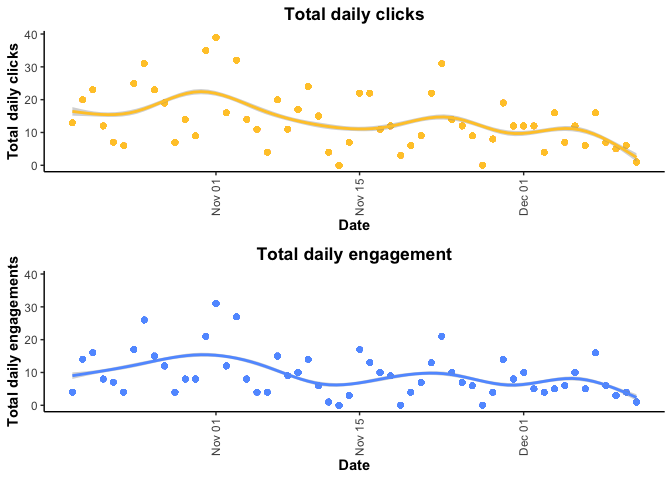 Total daily clicks
Total daily clicks
40
30
20
10
0
Nov 01
Nov 15
Dec 01
Date
Total daily engagement
Total daily engagements
40
30
20
10
0
Nov 01
Nov 15
Dec 01
Date